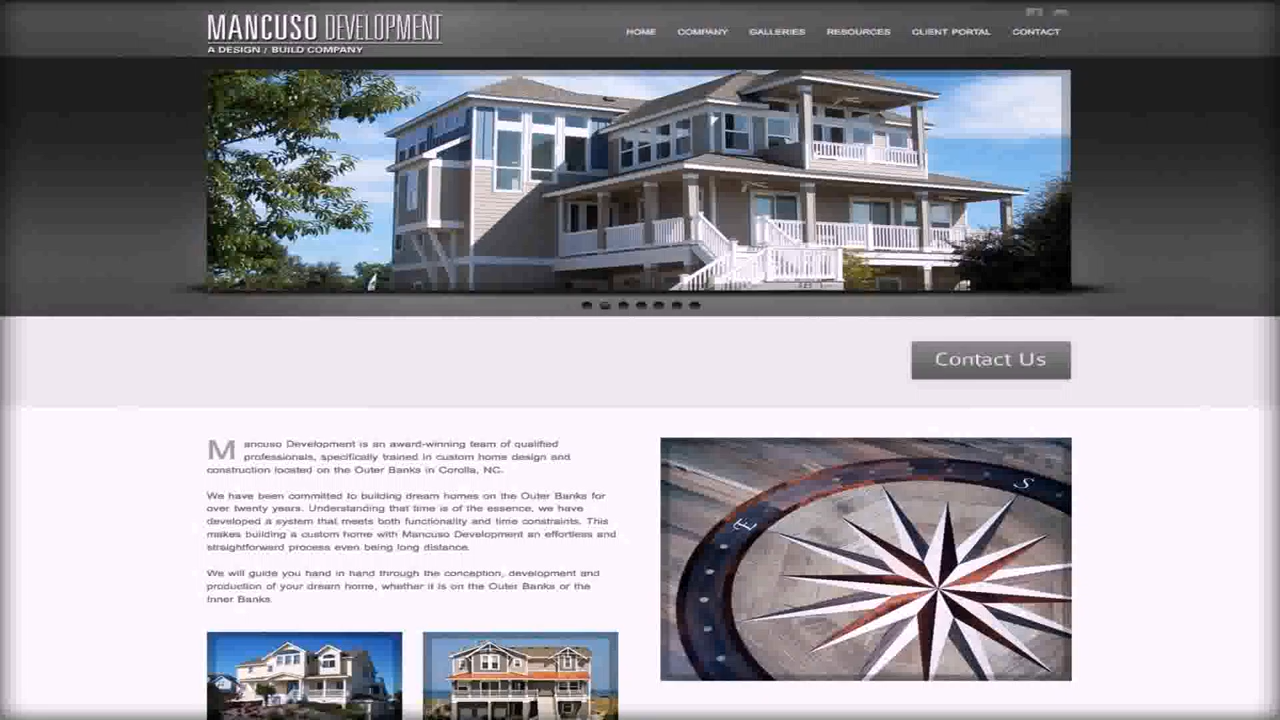 MANCUSO DEVELOPMENT
A DESIGN / BUILD COMPANY
HOME COMPANY GALLERIES RESOURCES CLIENT PORTAL CONTACT
Contact Us
Mancuso Development is an award-winning team of qualified
professionals, specifically trained in custom home design and
construction located on the Outer Banks in Corolla, NC.
We have been committed to building dream homes on the Outer Banks for
over twenty years. Understanding that time is of the essence, we have
developed a system that meets both functionality and time constraints. This
makes building a custom home with Mancuso Development an effortless and
straightforward process even being long distance.
We will guide you hand in hand through the conception, development and
production of your dream home, whether it is on the Outer Banks or the
Inner Banks.
E
S